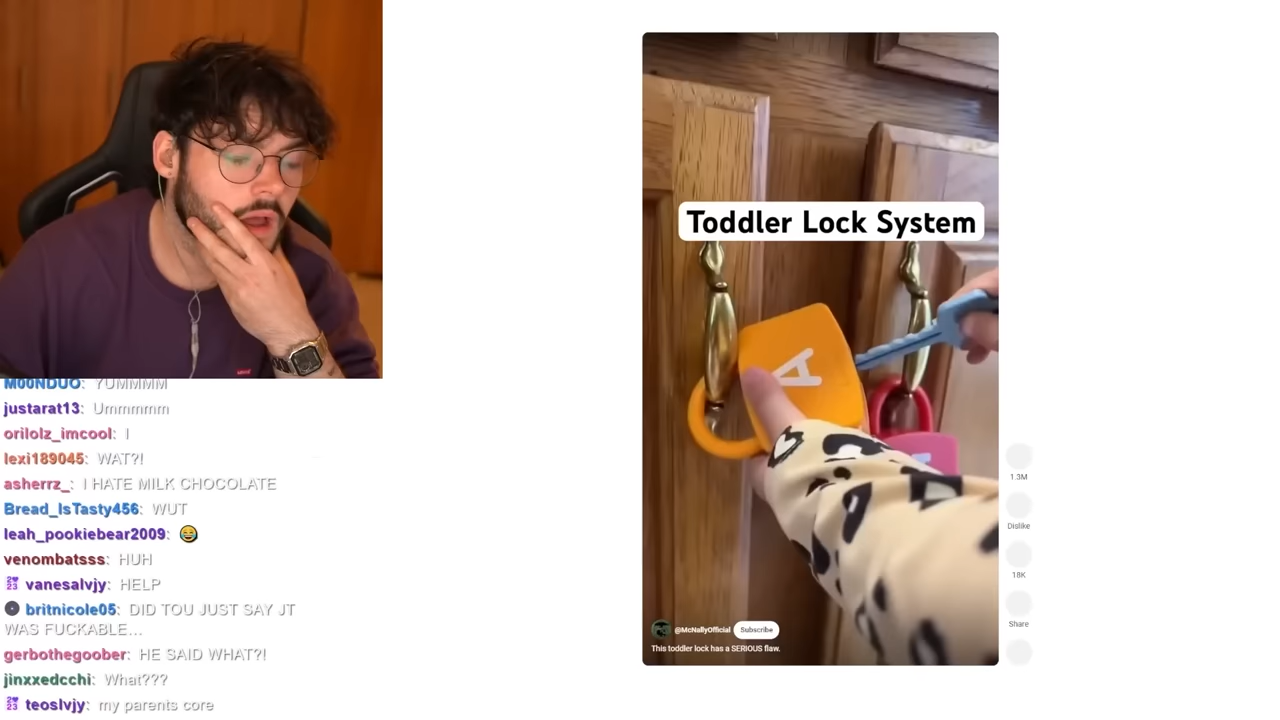 M00NDUO: YUMMMM
justarat13: Ummmmm
orilolz_imcool: I
lexi189045: WAT?!
asherrz_: I HATE MILK CHOCOLATE
Bread_IsTasty456: WUT
leah_pookiebear2009: 😂
venombatsss: HUH
vanesalvjy: HELP
britnicole05: DID TOU JUST SAY JT
WAS FUCKABLE...
gerbothegoober: HE SAID WHAT?!
jinxxedcchi: What???
teoslvjy: my parents core
Toddler Lock System
A
@McNallyOfficial Subscribe
This toddler lock has a SERIOUS flaw.
1.3M
Dislike
18K
Share